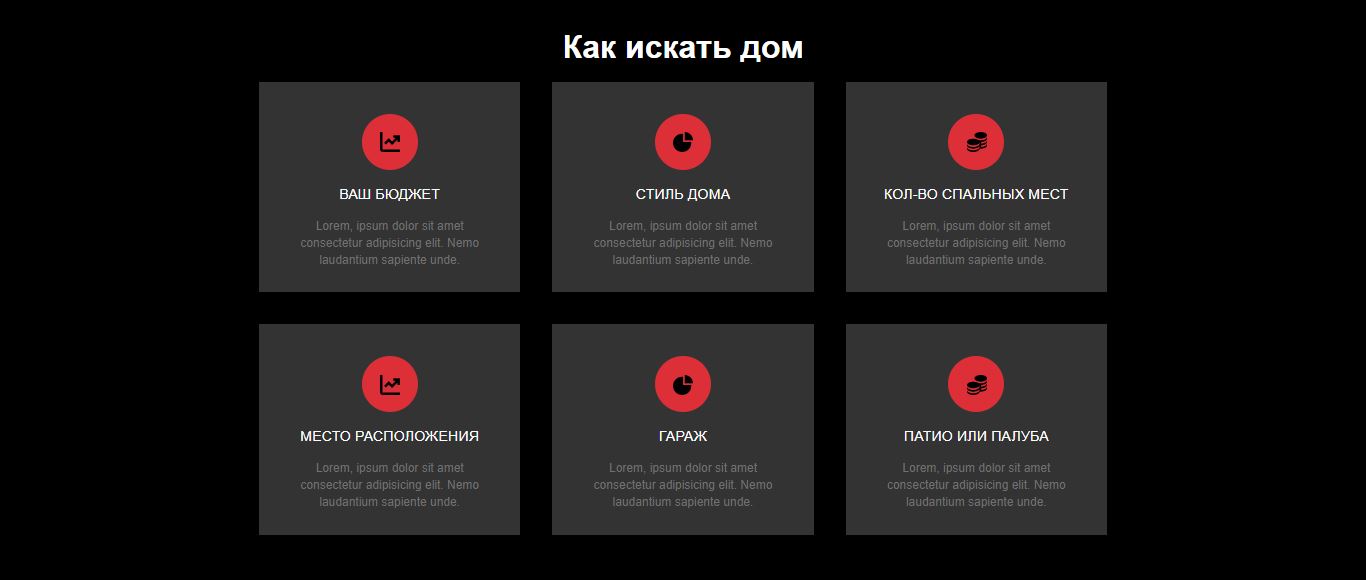 Как искать дом
ВАШ БЮДЖЕТ
Lorem, ipsum dolor sit amet
consectetur adipisicing elit. Nemo
laudantium sapiente unde.
СТИЛЬ ДОМА
Lorem, ipsum dolor sit amet
consectetur adipisicing elit. Nemo
laudantium sapiente unde.
КОЛ-ВО СПАЛЬНЫХ МЕСТ
Lorem, ipsum dolor sit amet
consectetur adipisicing elit. Nemo
laudantium sapiente unde.
МЕСТО РАСПОЛОЖЕНИЯ
Lorem, ipsum dolor sit amet
consectetur adipisicing elit. Nemo
laudantium sapiente unde.
ГАРАЖ
Lorem, ipsum dolor sit amet
consectetur adipisicing elit. Nemo
laudantium sapiente unde.
ПАТИО ИЛИ ПАЛУБА
Lorem, ipsum dolor sit amet
consectetur adipisicing elit. Nemo
laudantium sapiente unde.